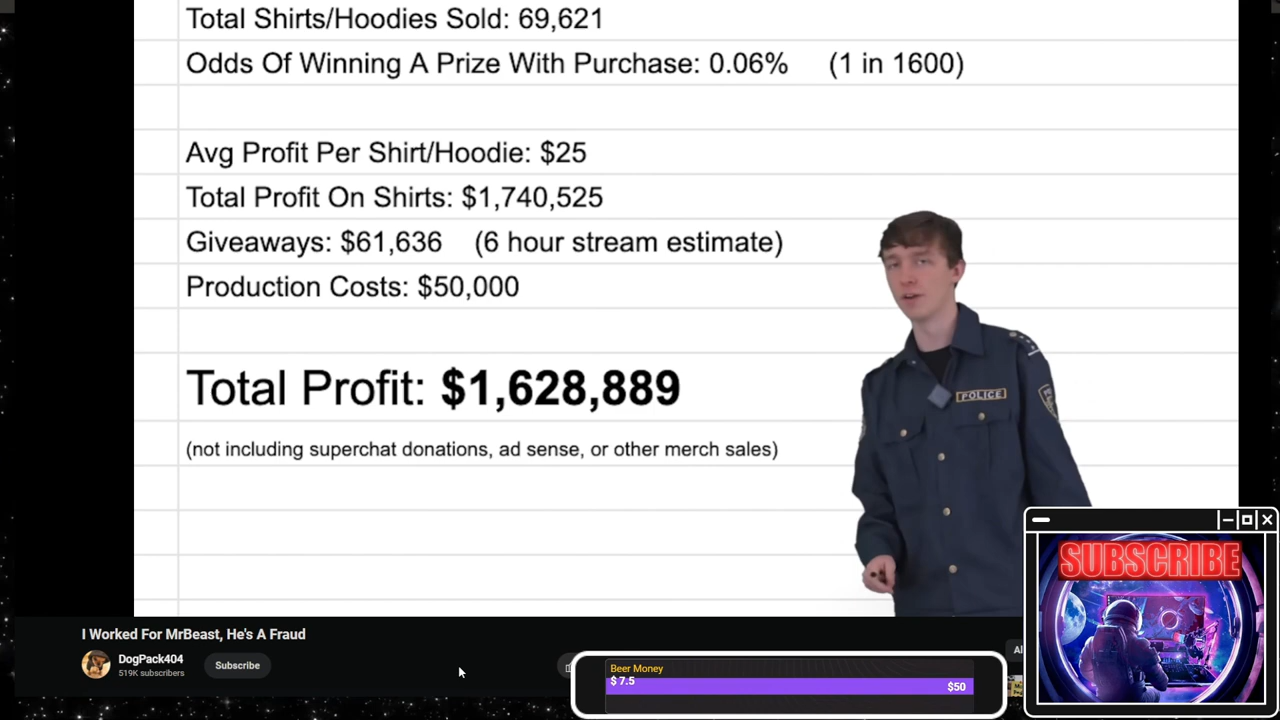 Total Shirts/Hoodies Sold: 69,621
Odds Of Winning A Prize With Purchase: 0.06% (1 in 1600)
Avg Profit Per Shirt/Hoodie: $25
Total Profit On Shirts: $1,740,525
Giveaways: $61,636 (6 hour stream estimate)
Production Costs: $50,000
Total Profit: $1,628,889
(not including superchat donations, ad sense, or other merch sales)
POLICE
SUBSCRIBE
I Worked For MrBeast, He's A Fraud
DogPack404
519K subscribers
Subscribe
Al
Beer Money
$ 7.5
$50